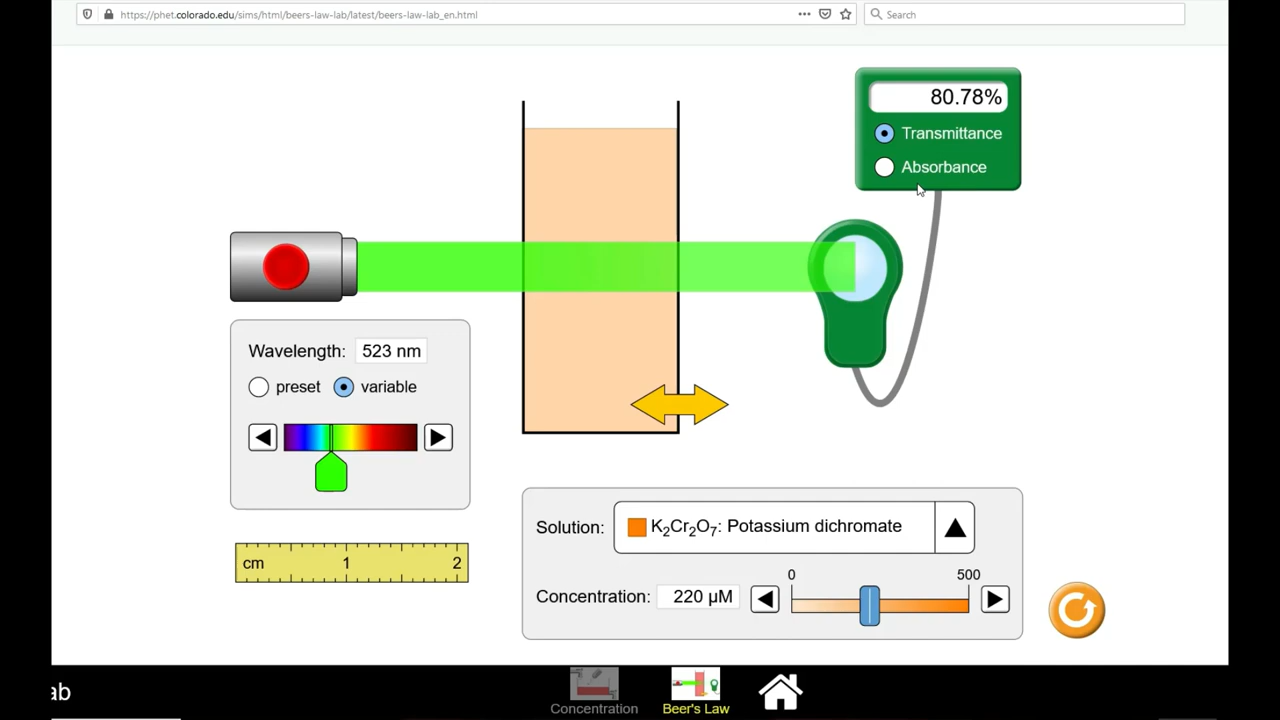 https://phet.colorado.edu/sims/html/beers-law-lab/latest/beers-law-lab_en.html
Search
80.78%
Transmittance
Absorbance
Wavelength: 523 nm
preset variable
cm 1 2
Solution: K₂Cr₂O₇: Potassium dichromate
0 500
Concentration: 220 µM
ab
Concentration Beer's Law